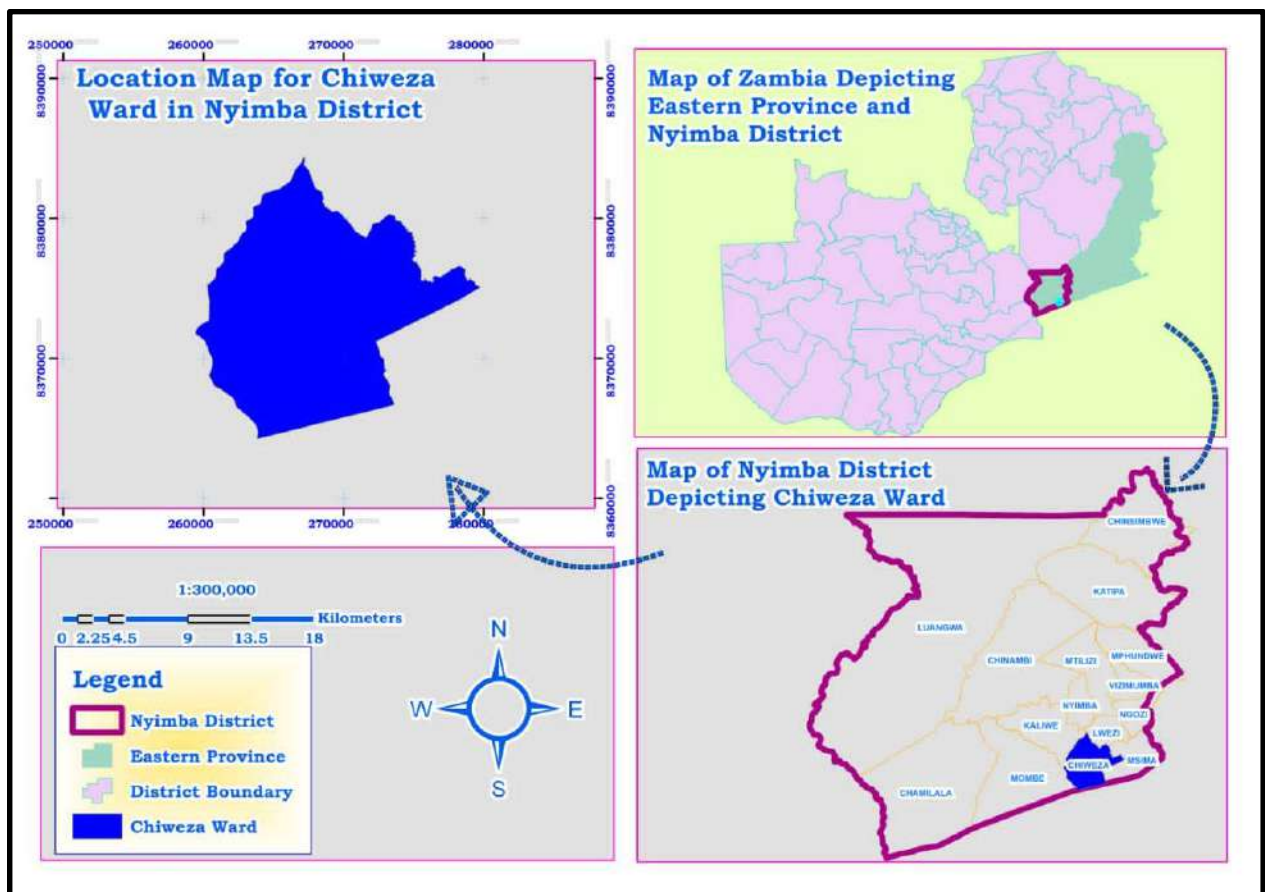 250000 260000 270000 280000
Location Map for Chiweza
Ward in Nyimba District
8390000 8390000
8380000 8380000
8370000 8370000
8360000
250000 260000 270000 280000
Map of Zambia Depicting
Eastern Province and
Nyimba District
1:300,000
Kilometers
0 2.25 4.5 9 13.5 18
Legend
Nyimba District
Eastern Province
District Boundary
Chiweza Ward
N
W E
S
Map of Nyimba District
Depicting Chiweza Ward
CHINSIMBWE
KATIPA
LUANGWA
CHINAMBI MTILIZI MPHUNDWE
VIZIMUMBA
NYIMBA NGOZI
KALIWE LWEZI
CHIWEZA MSIMA
MOMBE
CHAMILALA